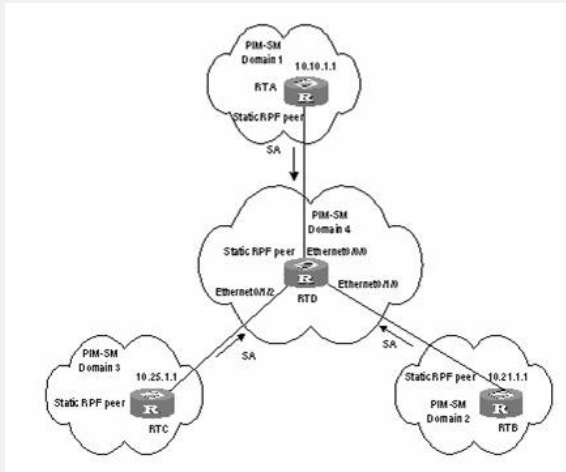 PIM-SM
Domain 1
10.10.1.1
RTA
R
Static RPF peer
SA
PIM-SM
Domain 4
Static RPF peer
Ethernet0/0/0
R
Ethernet0/1/2
Ethernet0/1/0
RTD
SA
SA
PIM-SM
Domain 3
10.25.1.1
Static RPF peer
R
RTC
10.21.1.1
Static RPF peer
R
PIM-SM
Domain 2
RTB